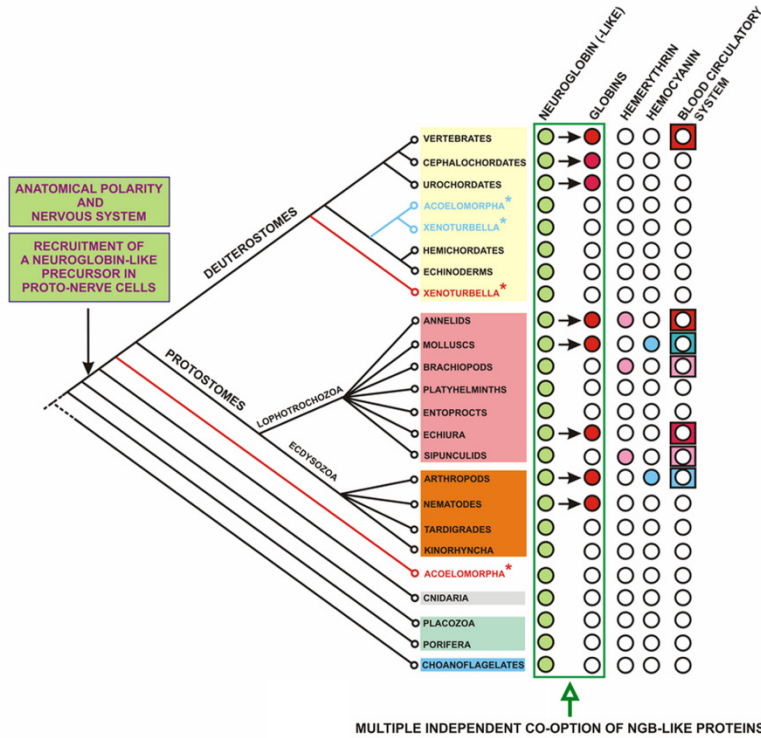 NEUROGLOBIN (-LIKE)
GLOBINS
HEMERYTHRIN
HEMOCYANIN
BLOOD CIRCULATORY
SYSTEM
ANATOMICAL POLARITY
AND
NERVOUS SYSTEM
RECRUITMENT OF
A NEUROGLOBIN-LIKE
PRECURSOR IN
PROTO-NERVE CELLS
DEUTEROSTOMES
PROTOSTOMES
LOPHOTROCHOZOA
ECDYSOZOA
VERTEBRATES
CEPHALOCHORDATES
UROCHORDATES
ACOELOMORPHA*
XENOTURBELLA*
HEMICHORDATES
ECHINODERMS
XENOTURBELLA*
ANNELIDS
MOLLUSCS
BRACHIOPODS
PLATYHELMINTHS
ENTOPROCTS
ECHIURA
SIPUNCULIDS
ARTHROPODS
NEMATODES
TARDIGRADES
KINORHYNCHA
ACOELOMORPHA*
CNIDARIA
PLACOZOA
PORIFERA
CHOANOFLAGELATES
MULTIPLE INDEPENDENT CO-OPTION OF NGB-LIKE PROTEINS